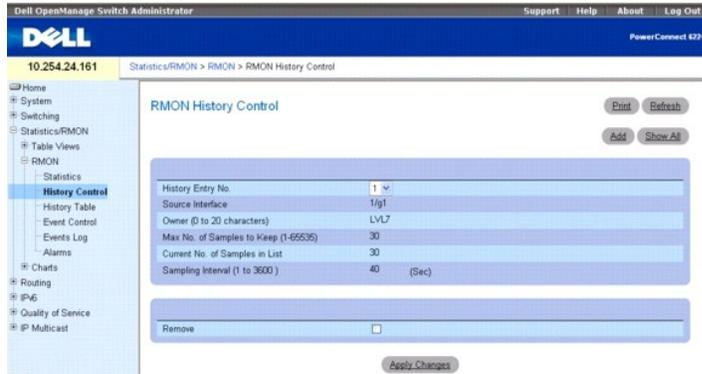 Dell OpenManage Switch Administrator Support Help About Log Out
DELL
PowerConnect 622
10.254.24.161 Statistics/RMON > RMON > RMON History Control
Home
System
Switching
Statistics/RMON
Table Views
RMON
Statistics
History Control
History Table
Event Control
Events Log
Alarms
Charts
Routing
IPv6
Quality of Service
IP Multicast
RMON History Control
Print Refresh
Add Show All
History Entry No. 1
Source Interface 1/g1
Owner (0 to 20 characters) LVL7
Max No. of Samples to Keep (1-65535) 30
Current No. of Samples in List 30
Sampling Interval (1 to 3600 ) 40 (Sec)
Remove
Apply Changes